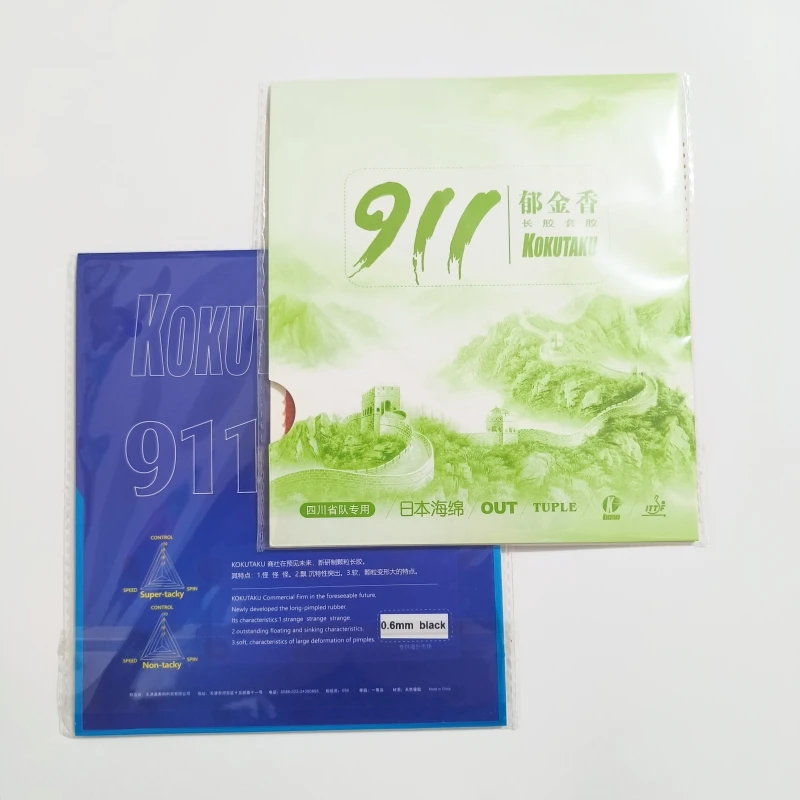 911
郁金香
长胶套胶
KOKUTAKU
四川省队专用
日本海绵
OUT
TUPLE
ITTF
KOKUT
911
CONTROL
SPEED
SPIN
Super-tacky
CONTROL
SPEED
SPIN
Non-tacky
KOKUTAKU 商社在预见未来,新研制颗粒长胶。
其特点:1.怪 怪 怪。2.飘 沉特性突出。3.软,颗粒变形大的特点。
KOKUTAKU Commercial Firm in the foreseeable future,
Newly developed the long-pimpled rubber.
Its characteristics 1.strange strange strange.
2.outstanding floating and sinking characteristics.
3.soft, characteristics of large deformation of pimples.
0.6mm black
Made in China